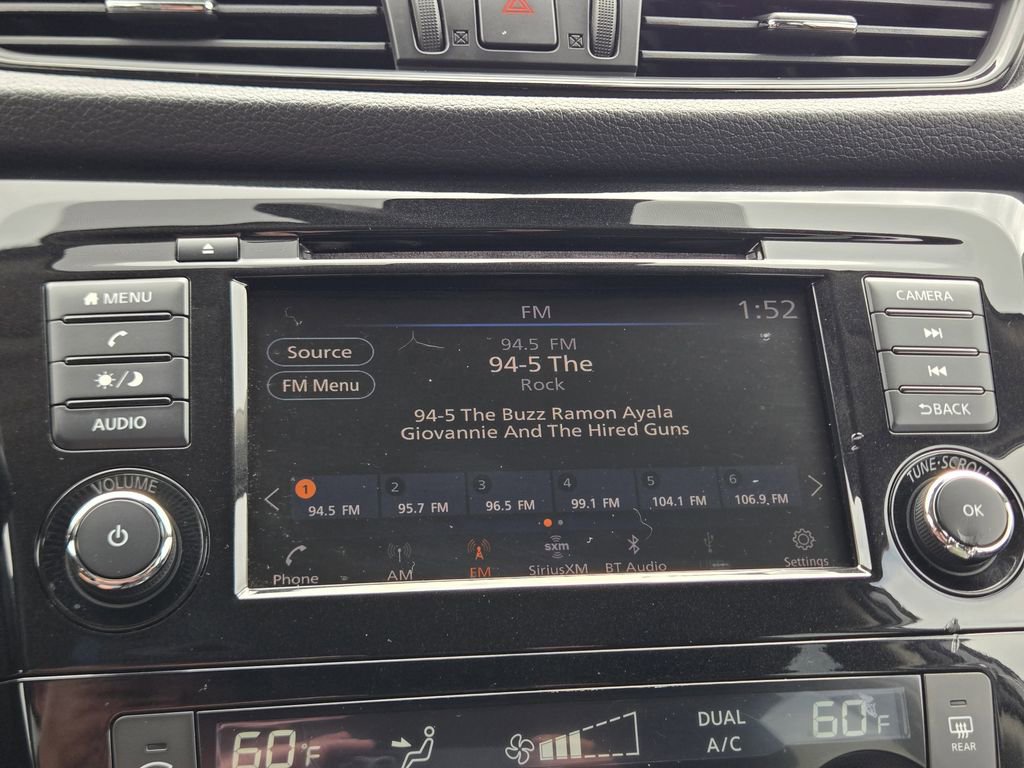 MENU
AUDIO
VOLUME
FM
1:52
Source
94.5 FM
94-5 The
FM Menu
Rock
94-5 The Buzz Ramon Ayala
Giovannie And The Hired Guns
1 94.5 FM
2 95.7 FM
3 96.5 FM
4 99.1 FM
5 104.1 FM
6 106.9 FM
Phone
AM
FM
sxm
SiriusXM
BT Audio
Settings
CAMERA
BACK
TUNE·SCROLL
OK
60°F
DUAL
A/C
60°F
REAR